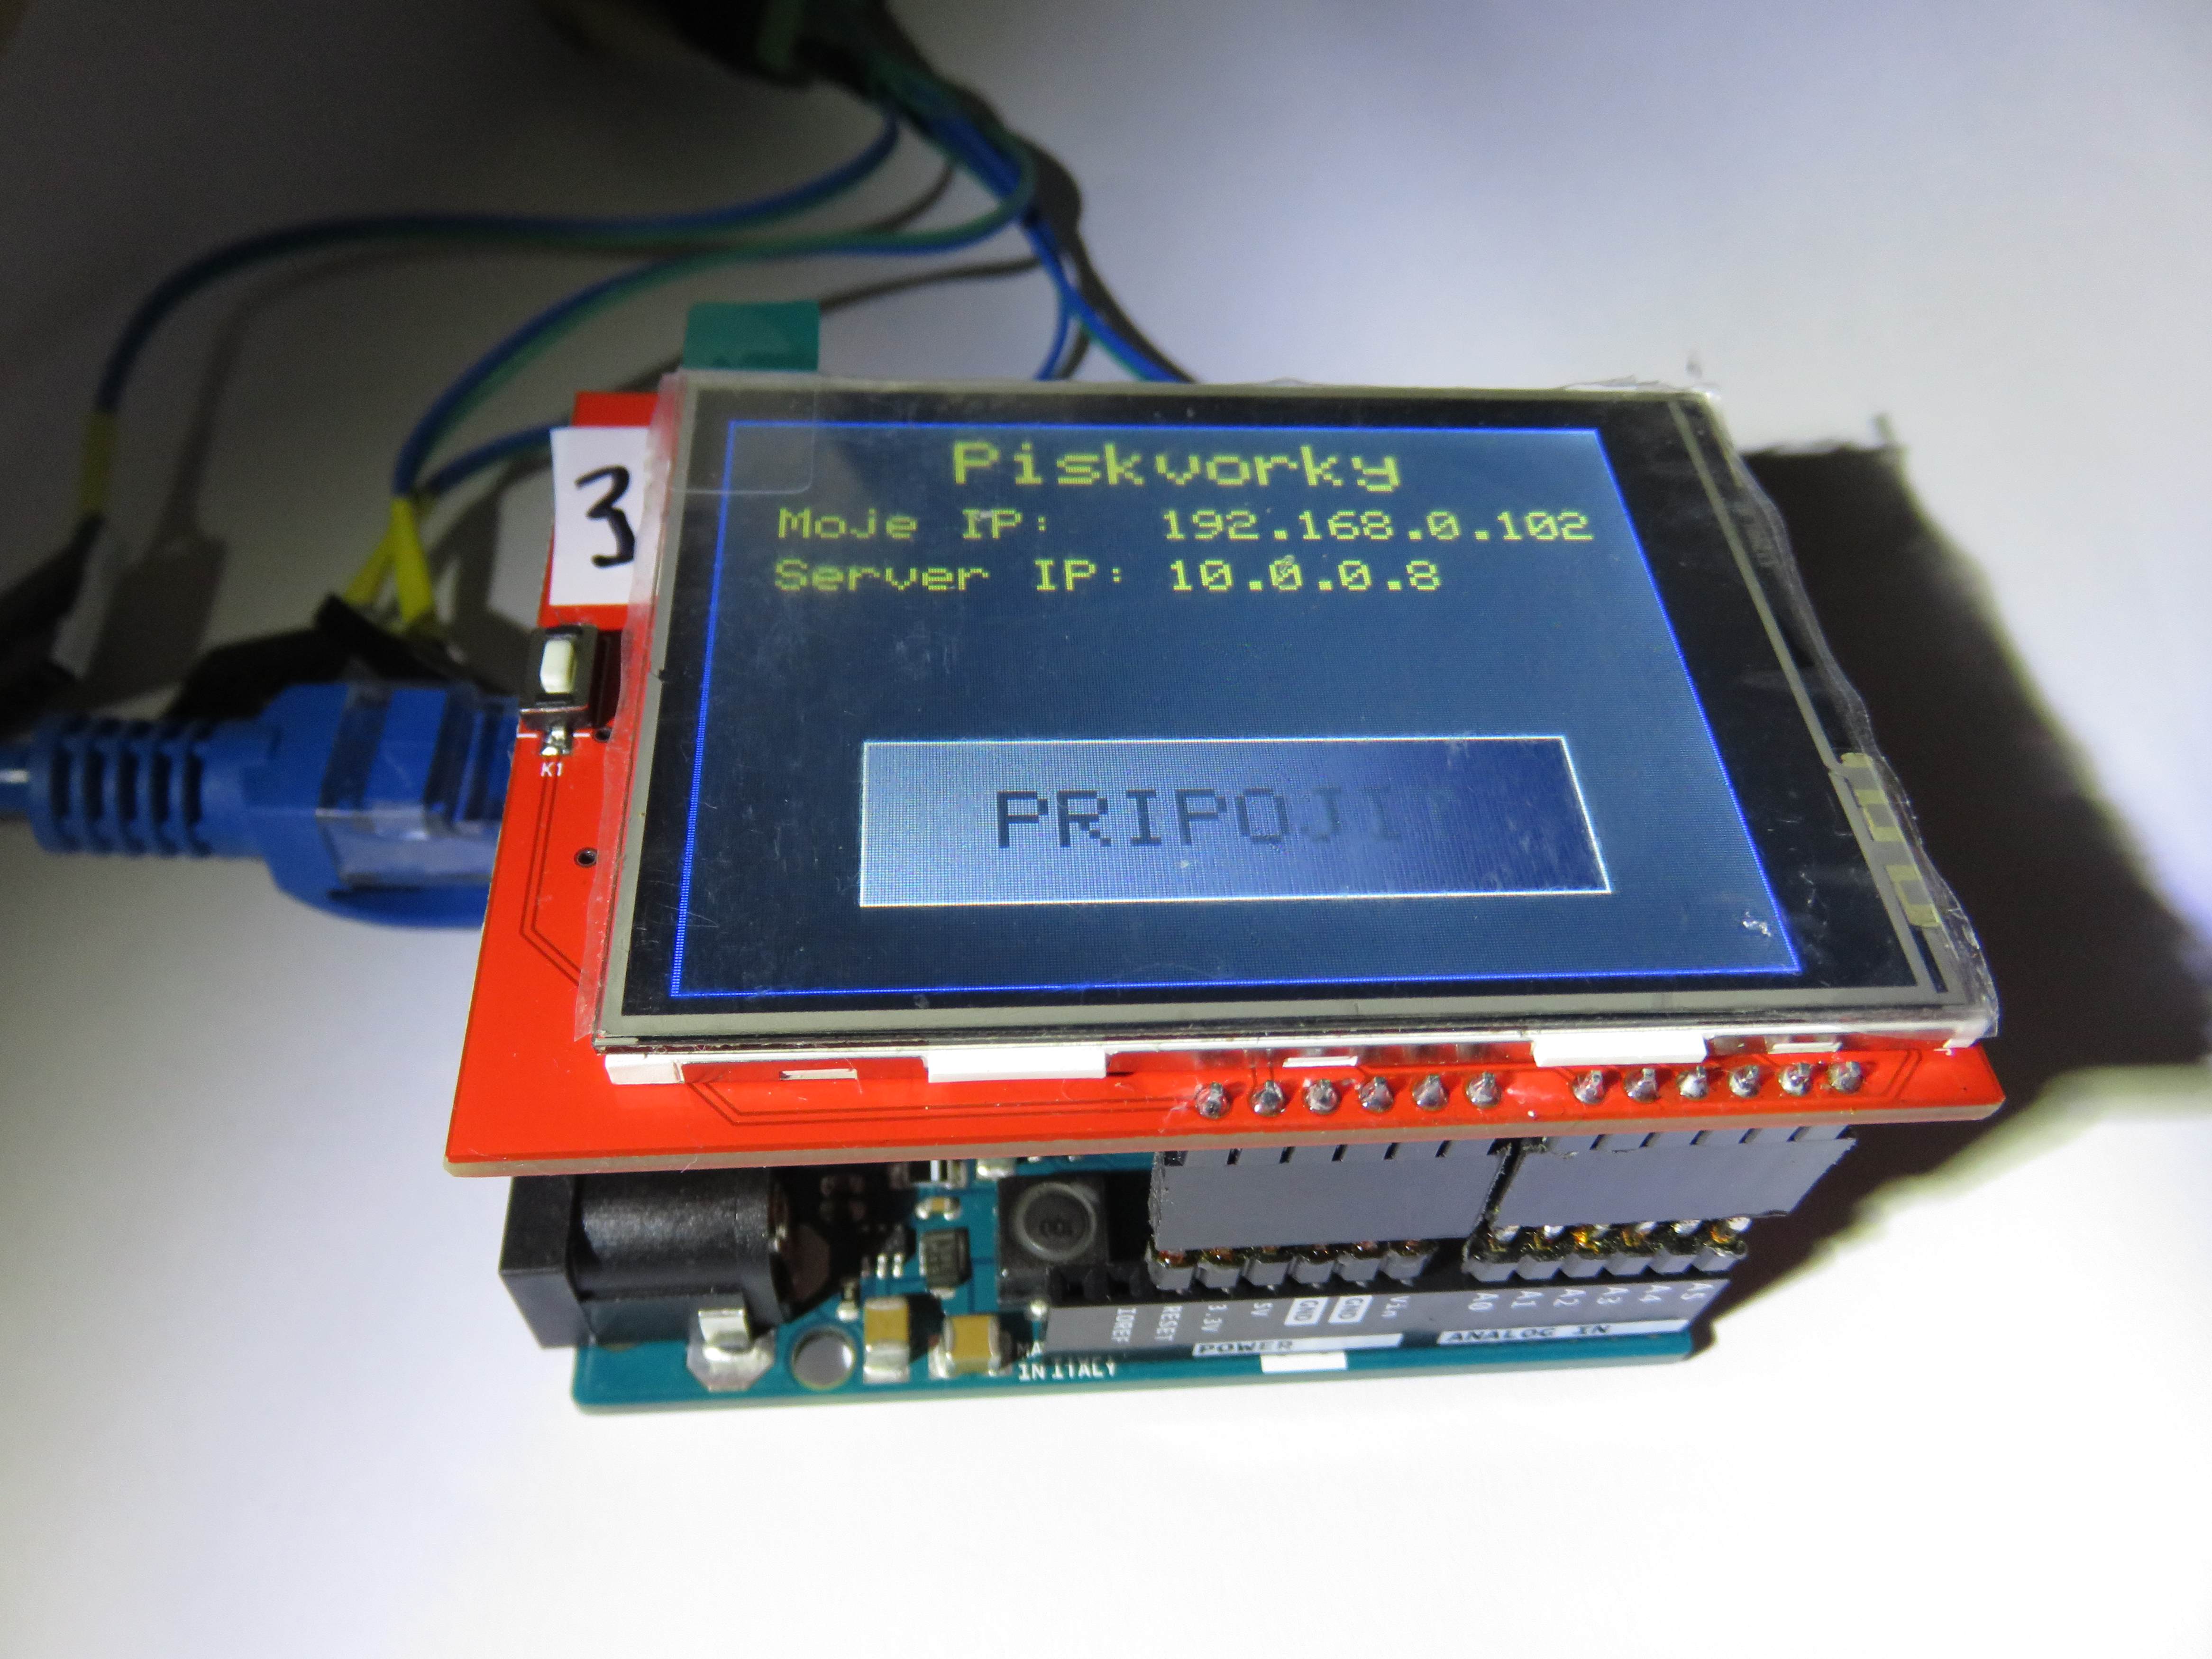 Piskvorky
Moje IP: 192.168.0.102
Server IP: 10.0.0.8
PRIPOJIT
3
K1
100
IOREF RESET 3.3V 5V GND GND Vin A0 A1 A2 A3 A4 A5
POWER ANALOG IN
IN ITALY